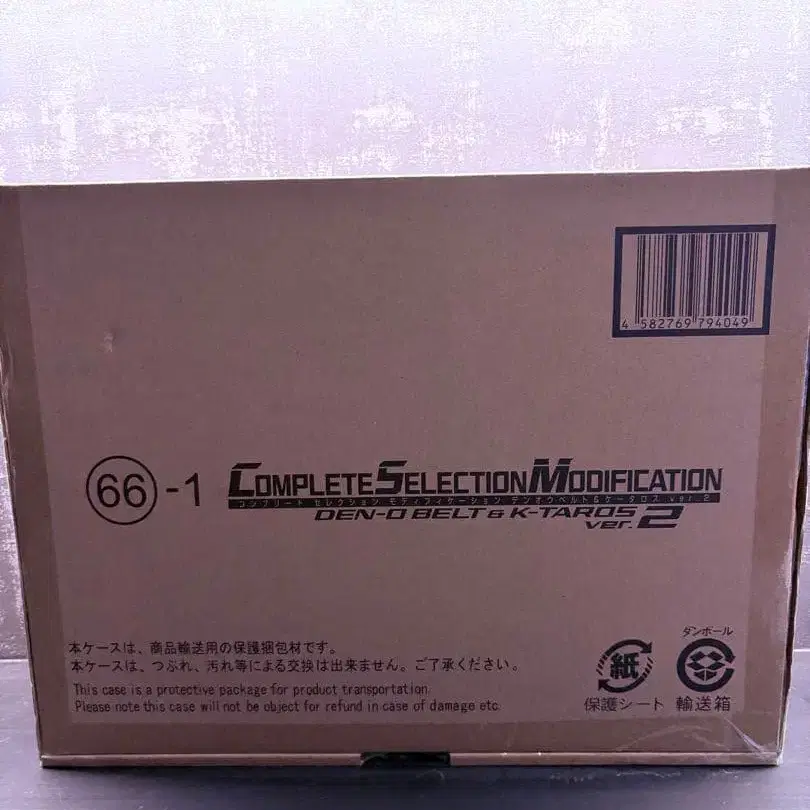 4 582769 794049
66-1 COMPLETE SELECTION MODIFICATION
コンプリート セレクション モディフィケーション デンオウベルト&ケータロス ver.2
DEN-O BELT & K-TAROS
ver.2
本ケースは、商品輸送用の保護梱包材です。
本ケースは、つぶれ、汚れ等による交換は出来ません。ご了承ください。
This case is a protective package for product transportation.
Please note this case will not be object for refund in case of damage etc.
ダンボール
紙
保護シート 輸送箱